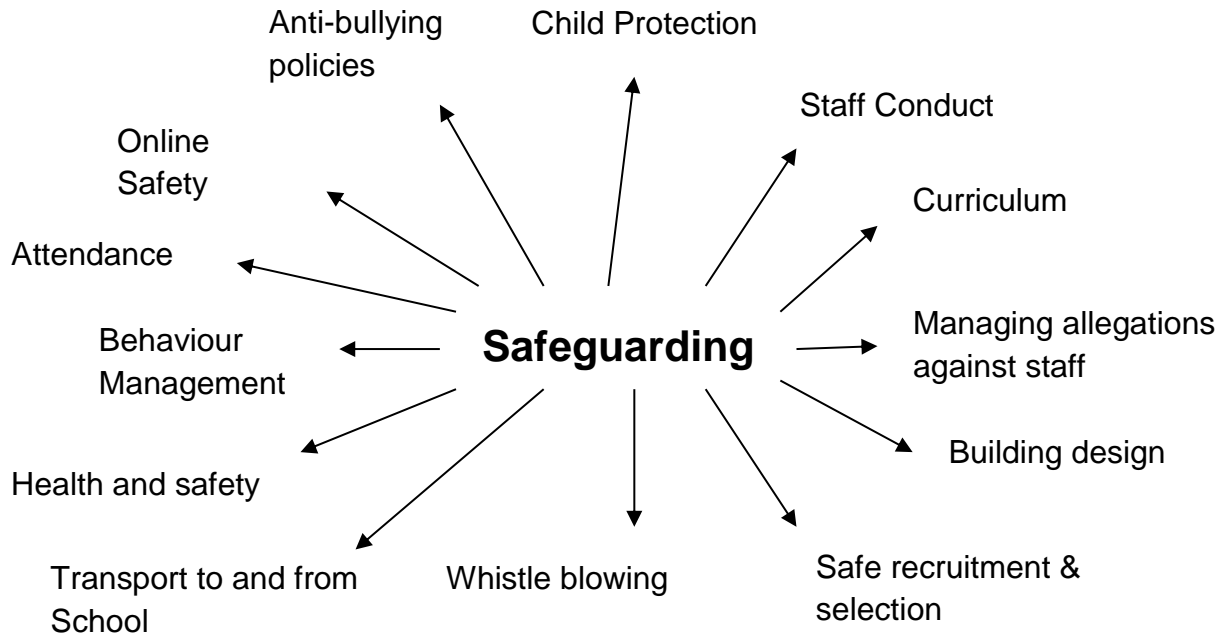 Anti-bullying
policies
Child Protection
Staff Conduct
Online
Safety
Curriculum
Attendance
Behaviour
Management
Safeguarding
Managing allegations
against staff
Building design
Health and safety
Transport to and from
School
Whistle blowing
Safe recruitment &
selection